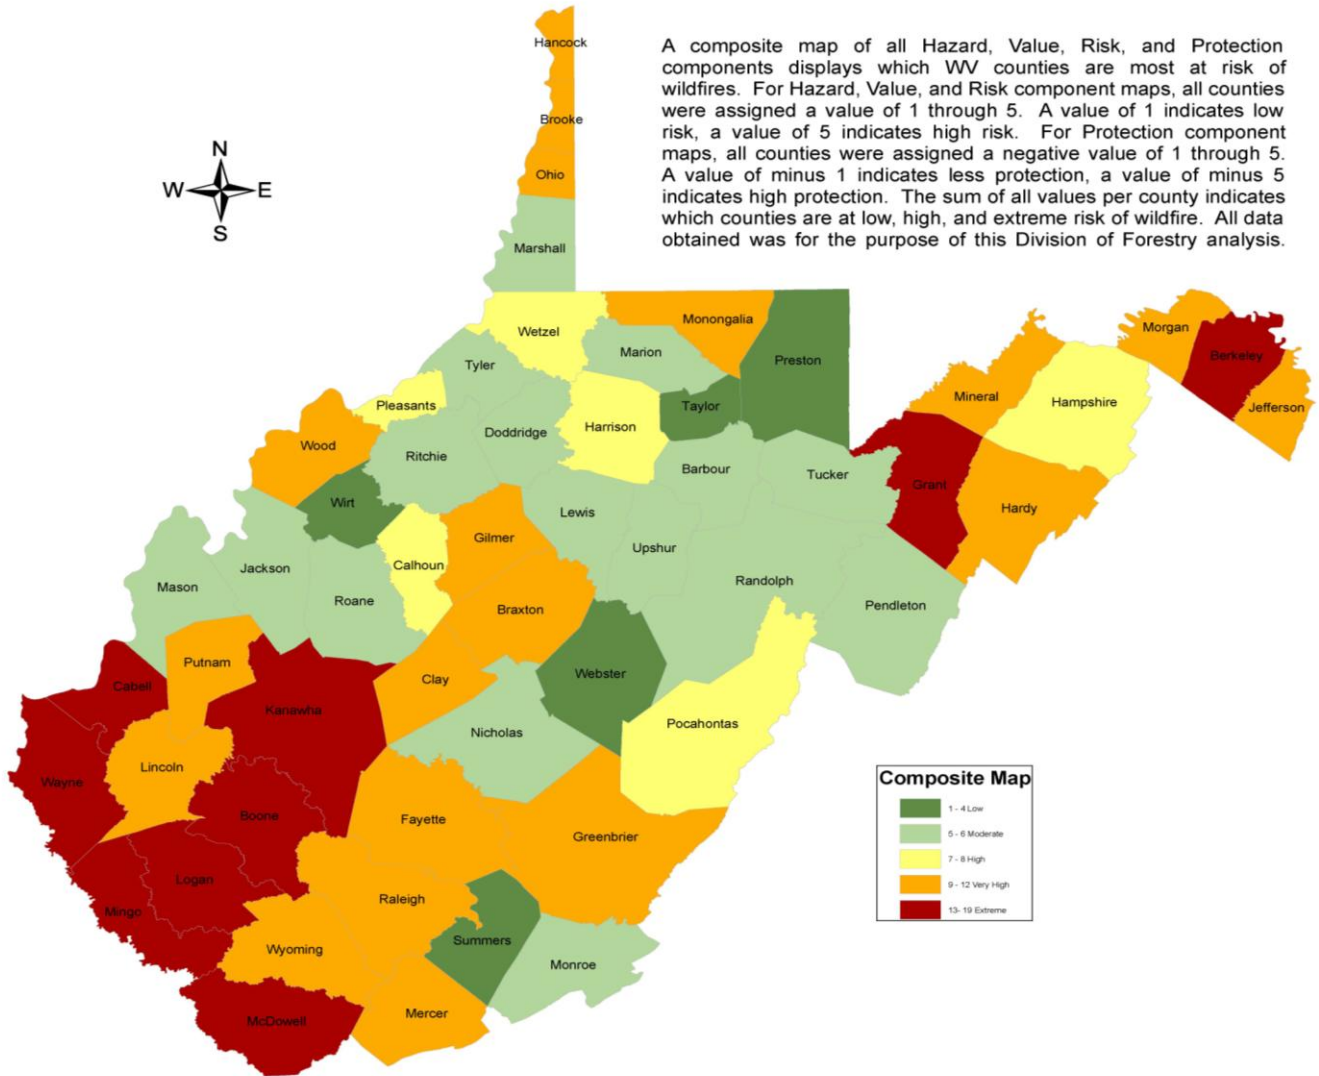 Hancock
A composite map of all Hazard, Value, Risk, and Protection
components displays which WV counties are most at risk of
wildfires. For Hazard, Value, and Risk component maps, all counties
were assigned a value of 1 through 5. A value of 1 indicates low
risk, a value of 5 indicates high risk. For Protection component
maps, all counties were assigned a negative value of 1 through 5.
A value of minus 1 indicates less protection, a value of minus 5
indicates high protection. The sum of all values per county indicates
which counties are at low, high, and extreme risk of wildfire. All data
obtained was for the purpose of this Division of Forestry analysis.
Brooke
N
W E
S
Ohio
Marshall
Wetzel
Monongalia
Morgan
Marion
Preston
Berkeley
Tyler
Mineral
Hampshire
Jefferson
Pleasants
Taylor
Harrison
Doddridge
Wood
Ritchie
Barbour
Tucker
Grant
Hardy
Wirt
Lewis
Gilmer
Upshur
Calhoun
Jackson
Mason
Roane
Randolph
Braxton
Pendleton
Putnam
Webster
Clay
Cabell
Kanawha
Pocahontas
Nicholas
Lincoln
Wayne
Boone
Fayette
Greenbrier
Logan
Raleigh
Mingo
Summers
Wyoming
Monroe
Mercer
McDowell
Composite Map
1 - 4 Low
5 - 6 Moderate
7 - 8 High
9 - 12 Very High
13- 19 Extreme